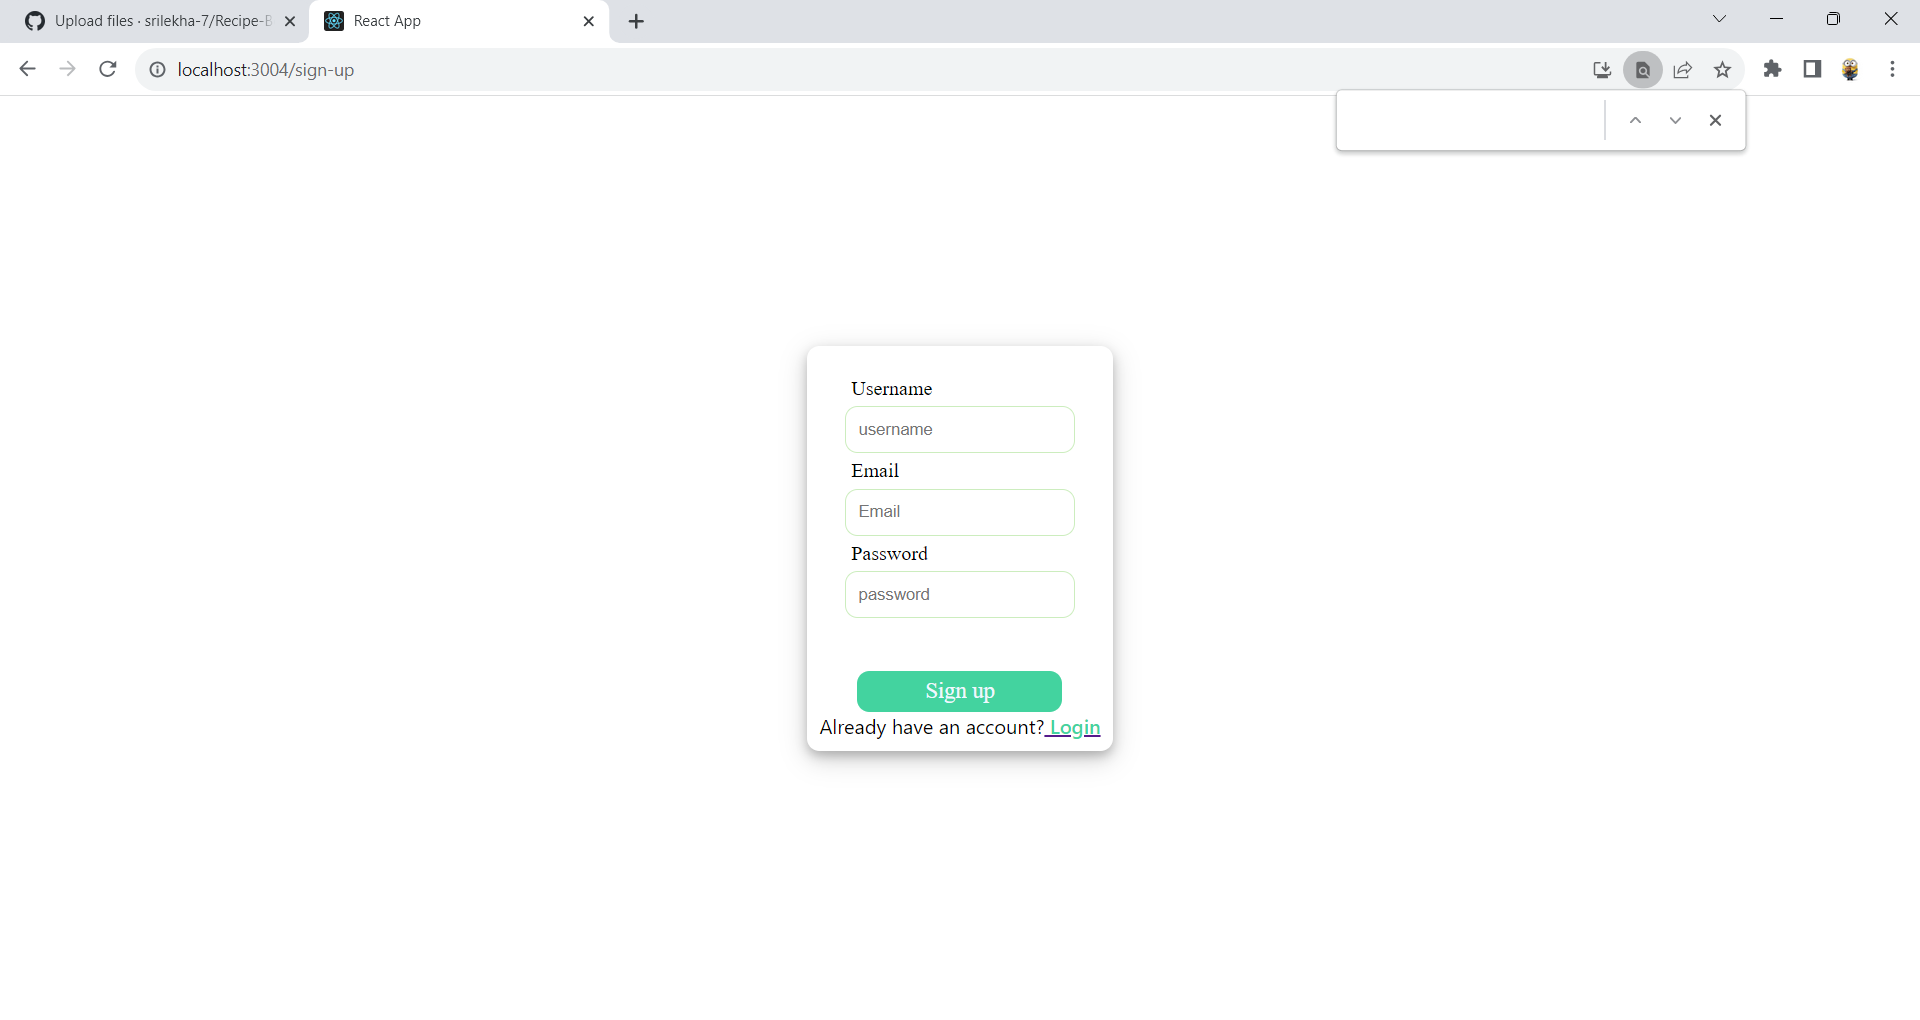 Upload files · srilekha-7/Recipe-B
React App
localhost:3004/sign-up
Username
username
Email
Email
Password
password
Sign up
Already have an account? Login